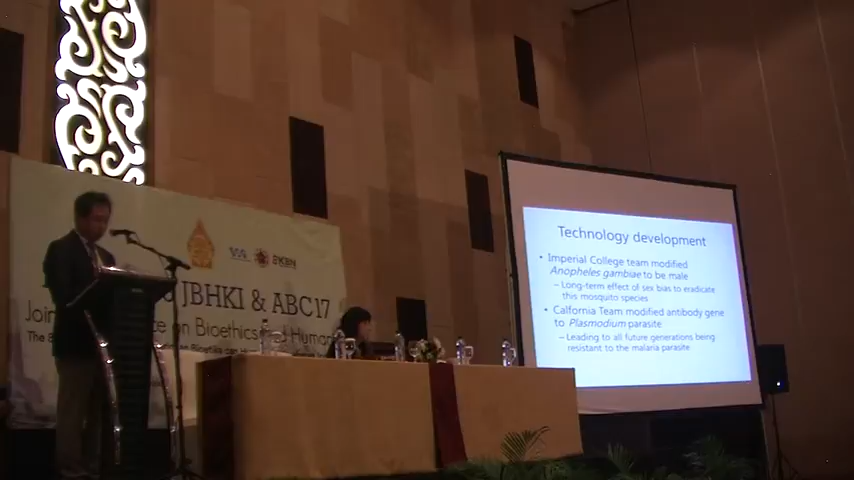 JBHKI & ABC17
on Bioethics
Human
Technology development
• Imperial College team modified
Anopheles gambiae to be male
– Long-term effect of sex bias to eradicate
this mosquito species
• Calfornia Team modified antibody gene
to Plasmodium parasite
– Leading to all future generations being
resistant to the malaria parasite